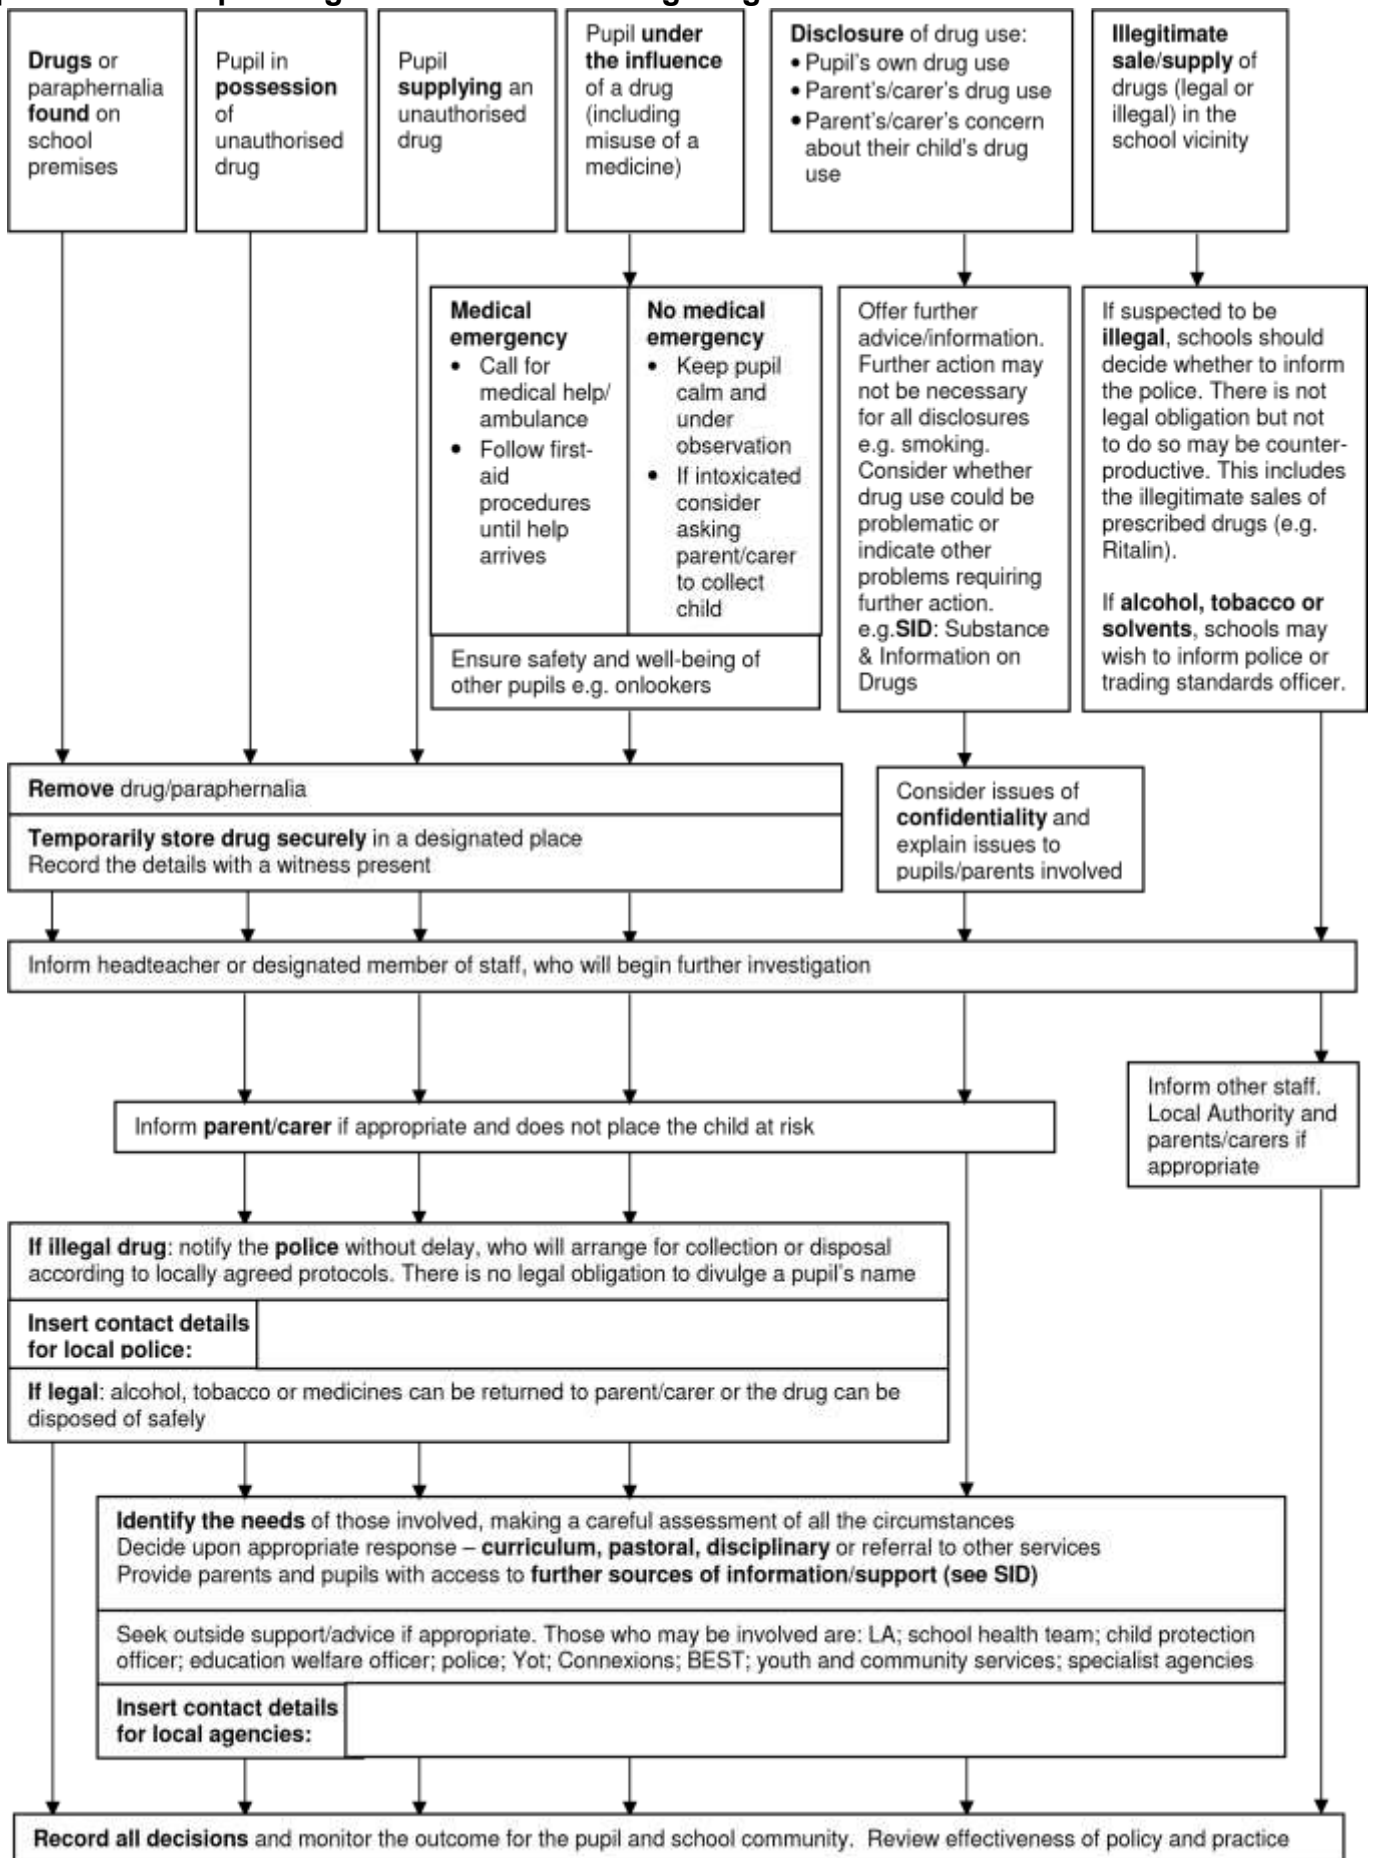 Drugs or
paraphernalia
found on
school
premises
Pupil in
possession
of
unauthorised
drug
Pupil
supplying an
unauthorised
drug
Pupil under
the influence
of a drug
(including
misuse of a
medicine)
Disclosure of drug use:
• Pupil's own drug use
• Parent's/carer's drug use
• Parent's/carer's concern
about their child's drug
use
Illegitimate
sale/supply of
drugs (legal or
illegal) in the
school vicinity
Medical
emergency
• Call for
medical help/
ambulance
• Follow first-
aid
procedures
until help
arrives
No medical
emergency
• Keep pupil
calm and
under
observation
• If intoxicated
consider
asking
parent/carer
to collect
child
Ensure safety and well-being of
other pupils e.g. onlookers
Offer further
advice/information.
Further action may
not be necessary
for all disclosures
e.g. smoking.
Consider whether
drug use could be
problematic or
indicate other
problems requiring
further action.
e.g.SID: Substance
& Information on
Drugs
If suspected to be
illegal, schools should
decide whether to inform
the police. There is not
legal obligation but not
to do so may be counter-
productive. This includes
the illegitimate sales of
prescribed drugs (e.g.
Ritalin).
If alcohol, tobacco or
solvents, schools may
wish to inform police or
trading standards officer.
Remove drug/paraphernalia
Temporarily store drug securely in a designated place
Record the details with a witness present
Consider issues of
confidentiality and
explain issues to
pupils/parents involved
Inform headteacher or designated member of staff, who will begin further investigation
Inform parent/carer if appropriate and does not place the child at risk
Inform other staff.
Local Authority and
parents/carers if
appropriate
If illegal drug: notify the police without delay, who will arrange for collection or disposal
according to locally agreed protocols. There is no legal obligation to divulge a pupil's name
Insert contact details
for local police:
If legal: alcohol, tobacco or medicines can be returned to parent/carer or the drug can be
disposed of safely
Identify the needs of those involved, making a careful assessment of all the circumstances
Decide upon appropriate response – curriculum, pastoral, disciplinary or referral to other services
Provide parents and pupils with access to further sources of information/support (see SID)
Seek outside support/advice if appropriate. Those who may be involved are: LA; school health team; child protection
officer; education welfare officer; police; Yot; Connexions; BEST; youth and community services; specialist agencies
Insert contact details
for local agencies:
Record all decisions and monitor the outcome for the pupil and school community. Review effectiveness of policy and practice